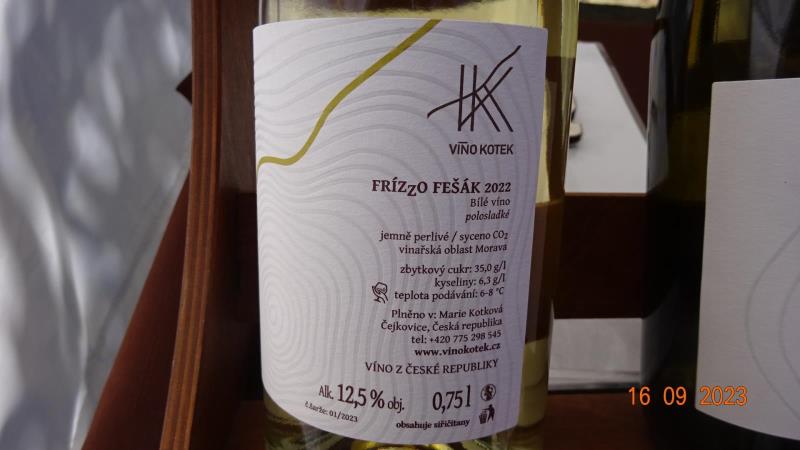 VÍNO KOTEK
FRÍZZO FEŠÁK 2022
Bílé víno
polosladké
jemně perlivé / syceno CO₂
vinařská oblast Morava
zbytkový cukr: 35,0 g/l
kyseliny: 6,3 g/l
teplota podávání: 6-8 °C
Plněno v: Marie Kotková
Čejkovice, Česká republika
tel: +420 775 298 545
www.vinokotek.cz
VÍNO Z ČESKÉ REPUBLIKY
Alk. 12,5 % obj. 0,75 l
č.šarže: 01/2023
obsahuje siřičitany
16 09 2023